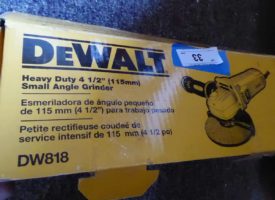 DEWALT
33
Heavy Duty 4 1/2" (115mm)
Small Angle Grinder
Esmeriladora de ángulo pequeño
de 115 mm (4 1/2") para trabajo pesado
Petite rectifieuse coudée de
service intensif de 115 mm (4 1/2 po)
DW818